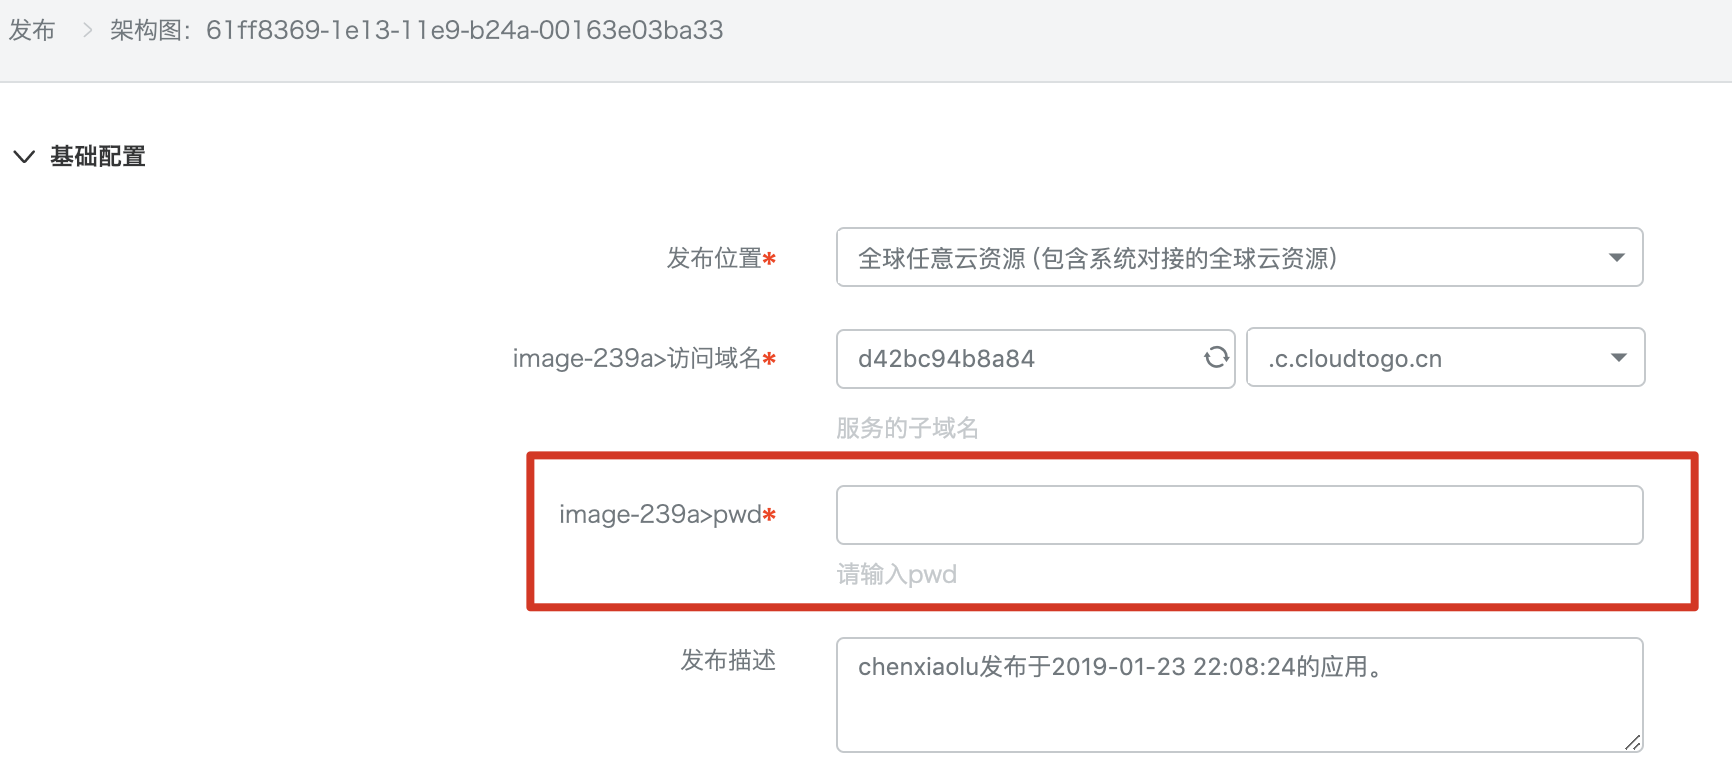 发布 > 架构图：61ff8369-1e13-11e9-b24a-00163e03ba33
基础配置
发布位置* 全球任意云资源 (包含系统对接的全球云资源)
image-239a>访问域名* d42bc94b8a84 .c.cloudtogo.cn
服务的子域名
image-239a>pwd*
请输入pwd
发布描述 chenxiaolu发布于2019-01-23 22:08:24的应用。